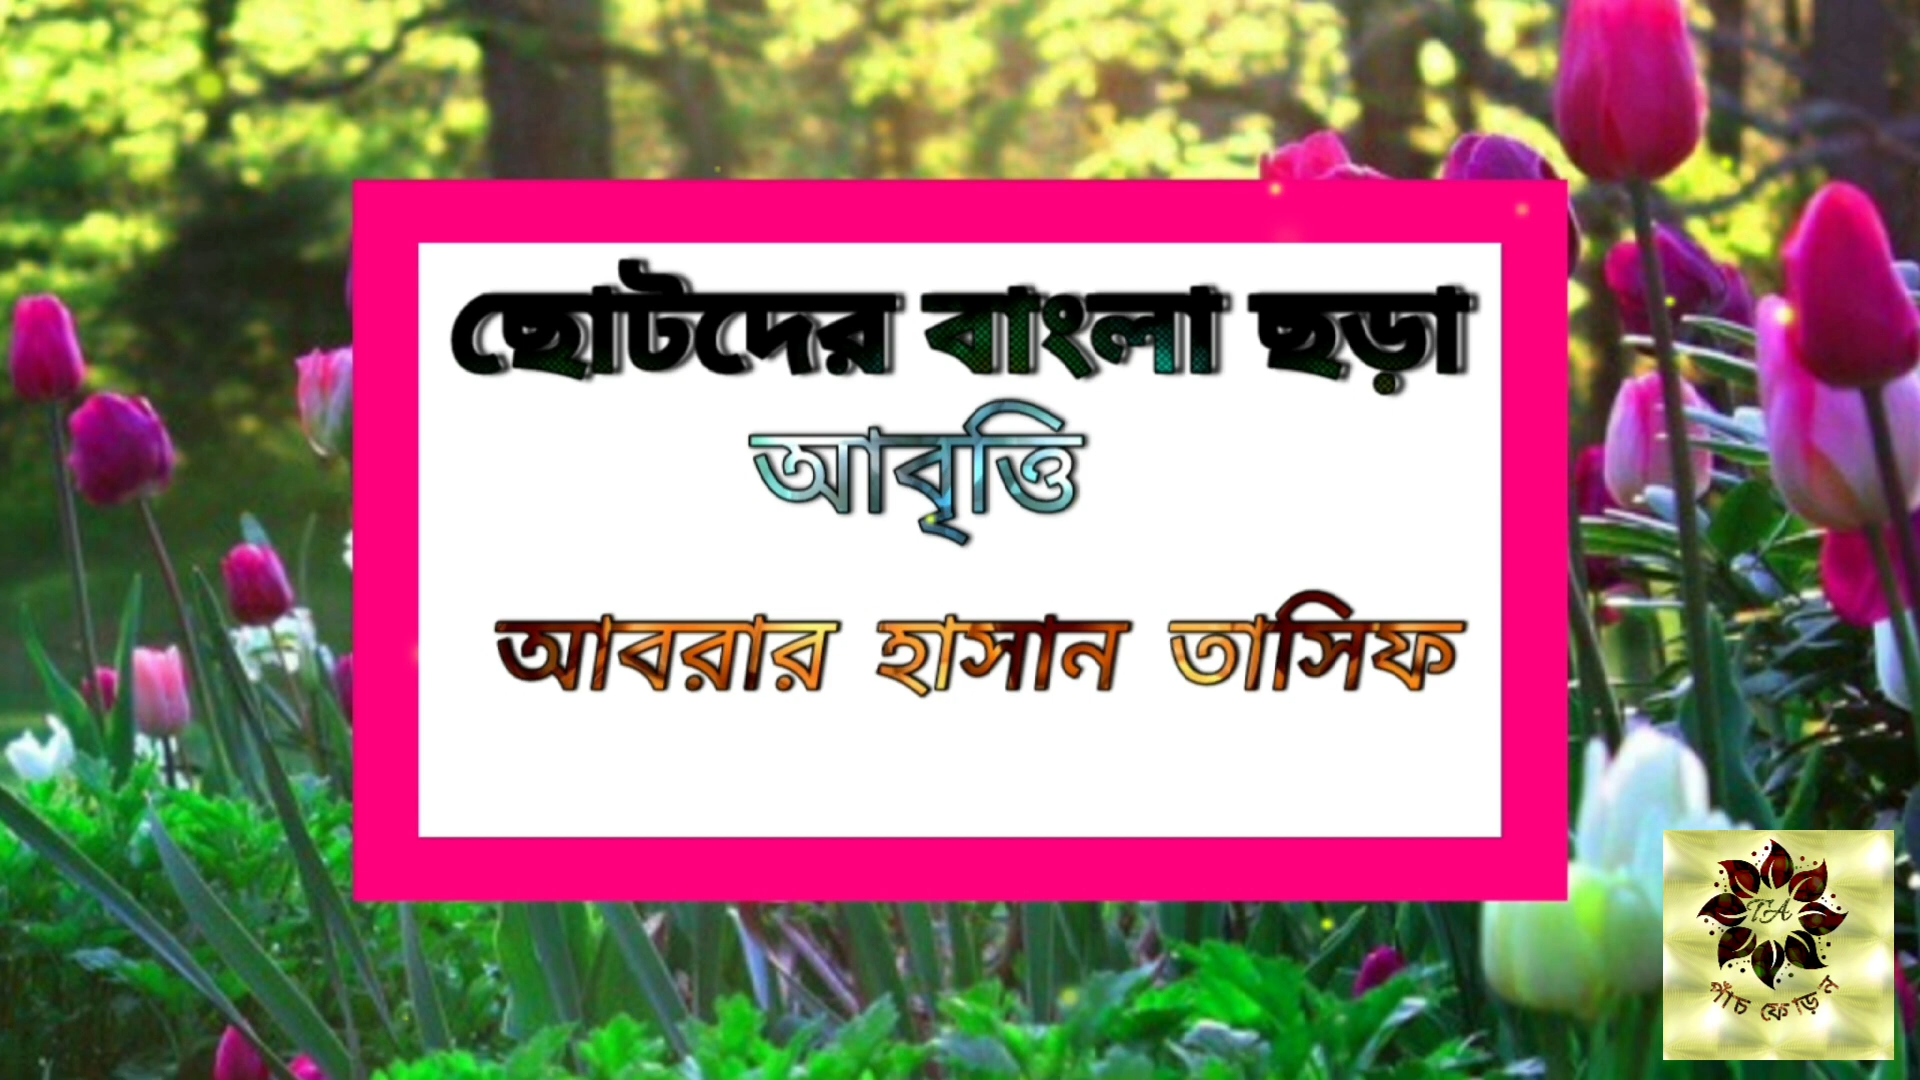 ছোটদের বাংলা ছড়া
আবৃত্তি
আবরার হাসান তাসিফ
TA
পাঁচ ফোড়ন